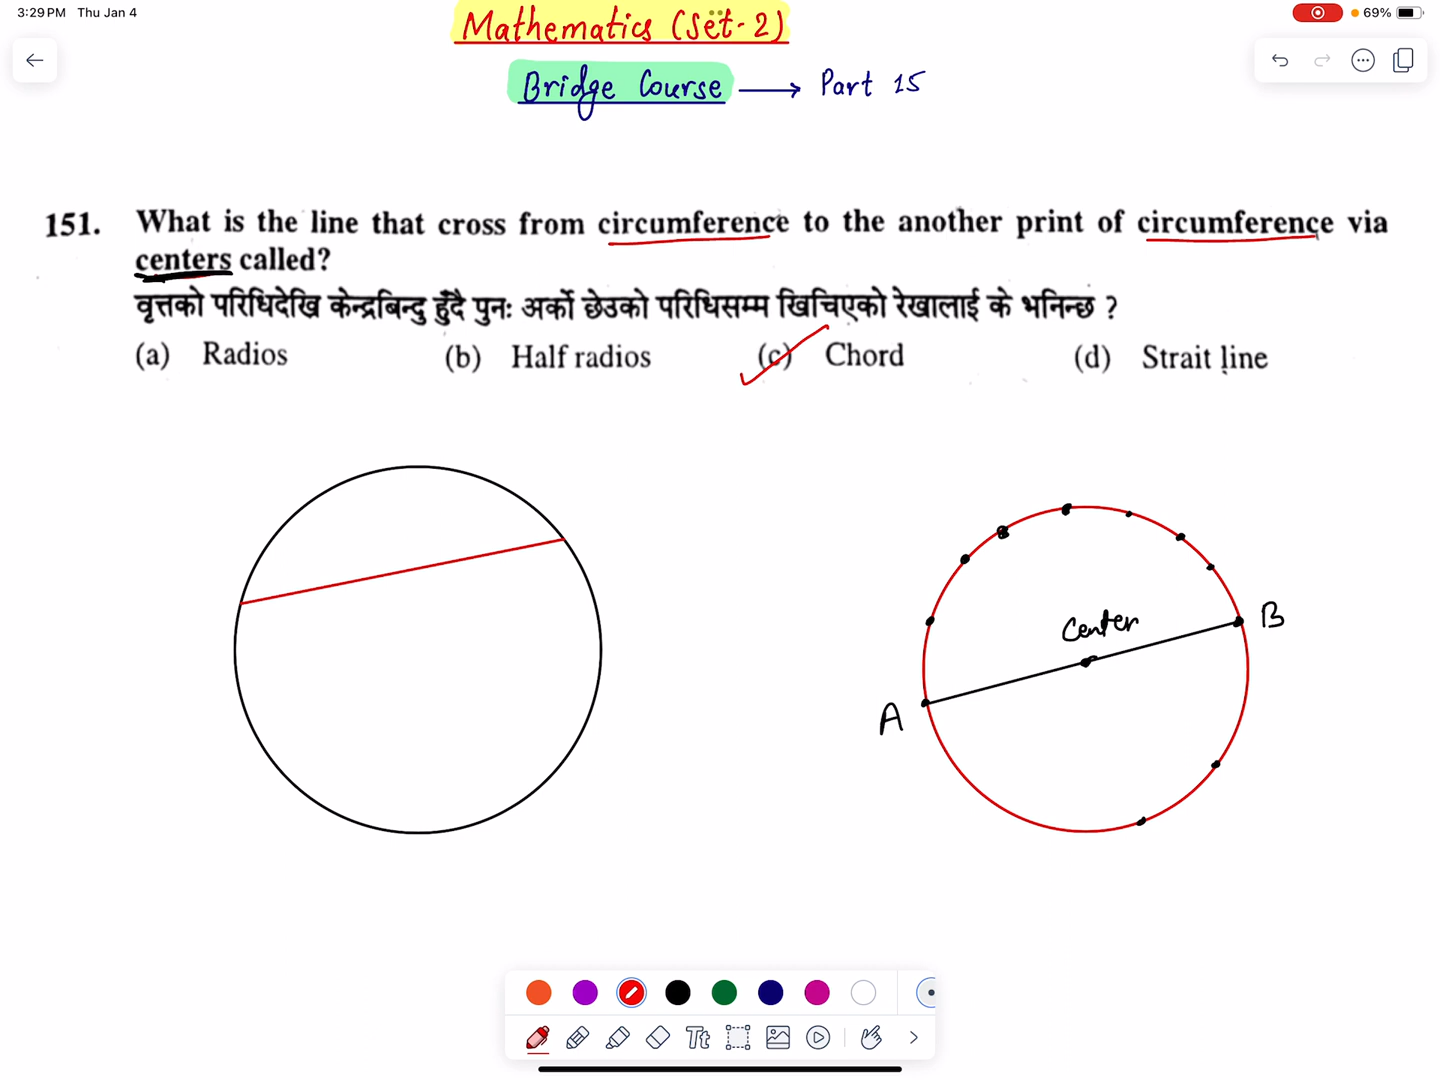 3:29 PM Thu Jan 4
69%
Mathematics (Set-2)
Bridge Course → Part 15
151. What is the line that cross from circumference to the another print of circumference via
centers called?
वृत्तको परिधिदेखि केन्द्रबिन्दु हुँदै पुनः अर्को छेउको परिधिसम्म खिचिएको रेखालाई के भनिन्छ ?
(a) Radios (b) Half radios (c) Chord (d) Strait line
Center
B
A
Tt